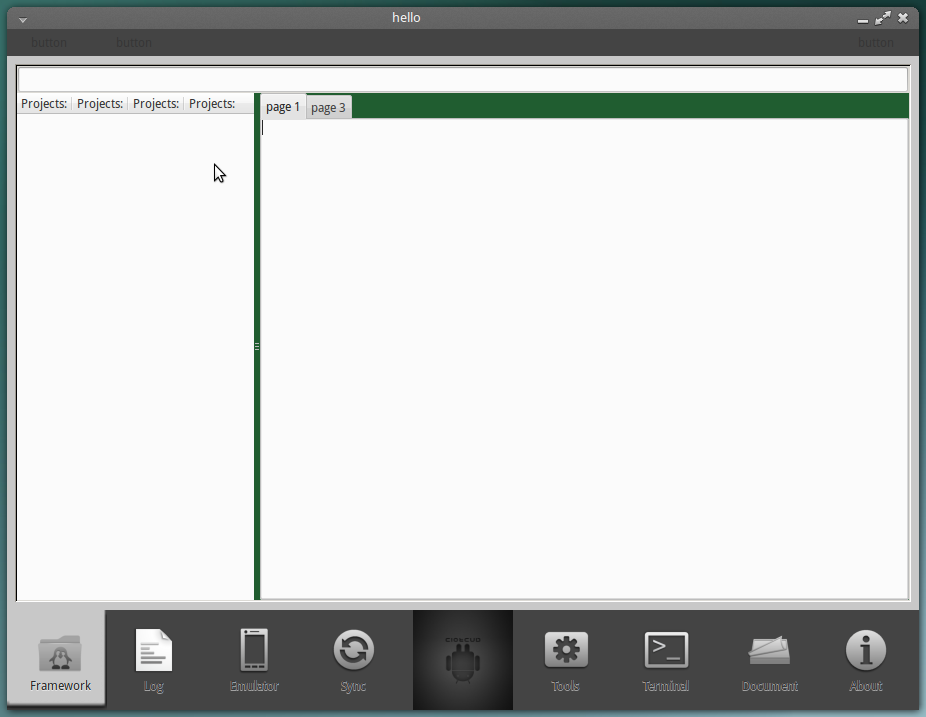 hello
button button button
Projects: Projects: Projects: Projects: page 1 page 3
>_
Framework Log Emulator Sync Tools Terminal Document About